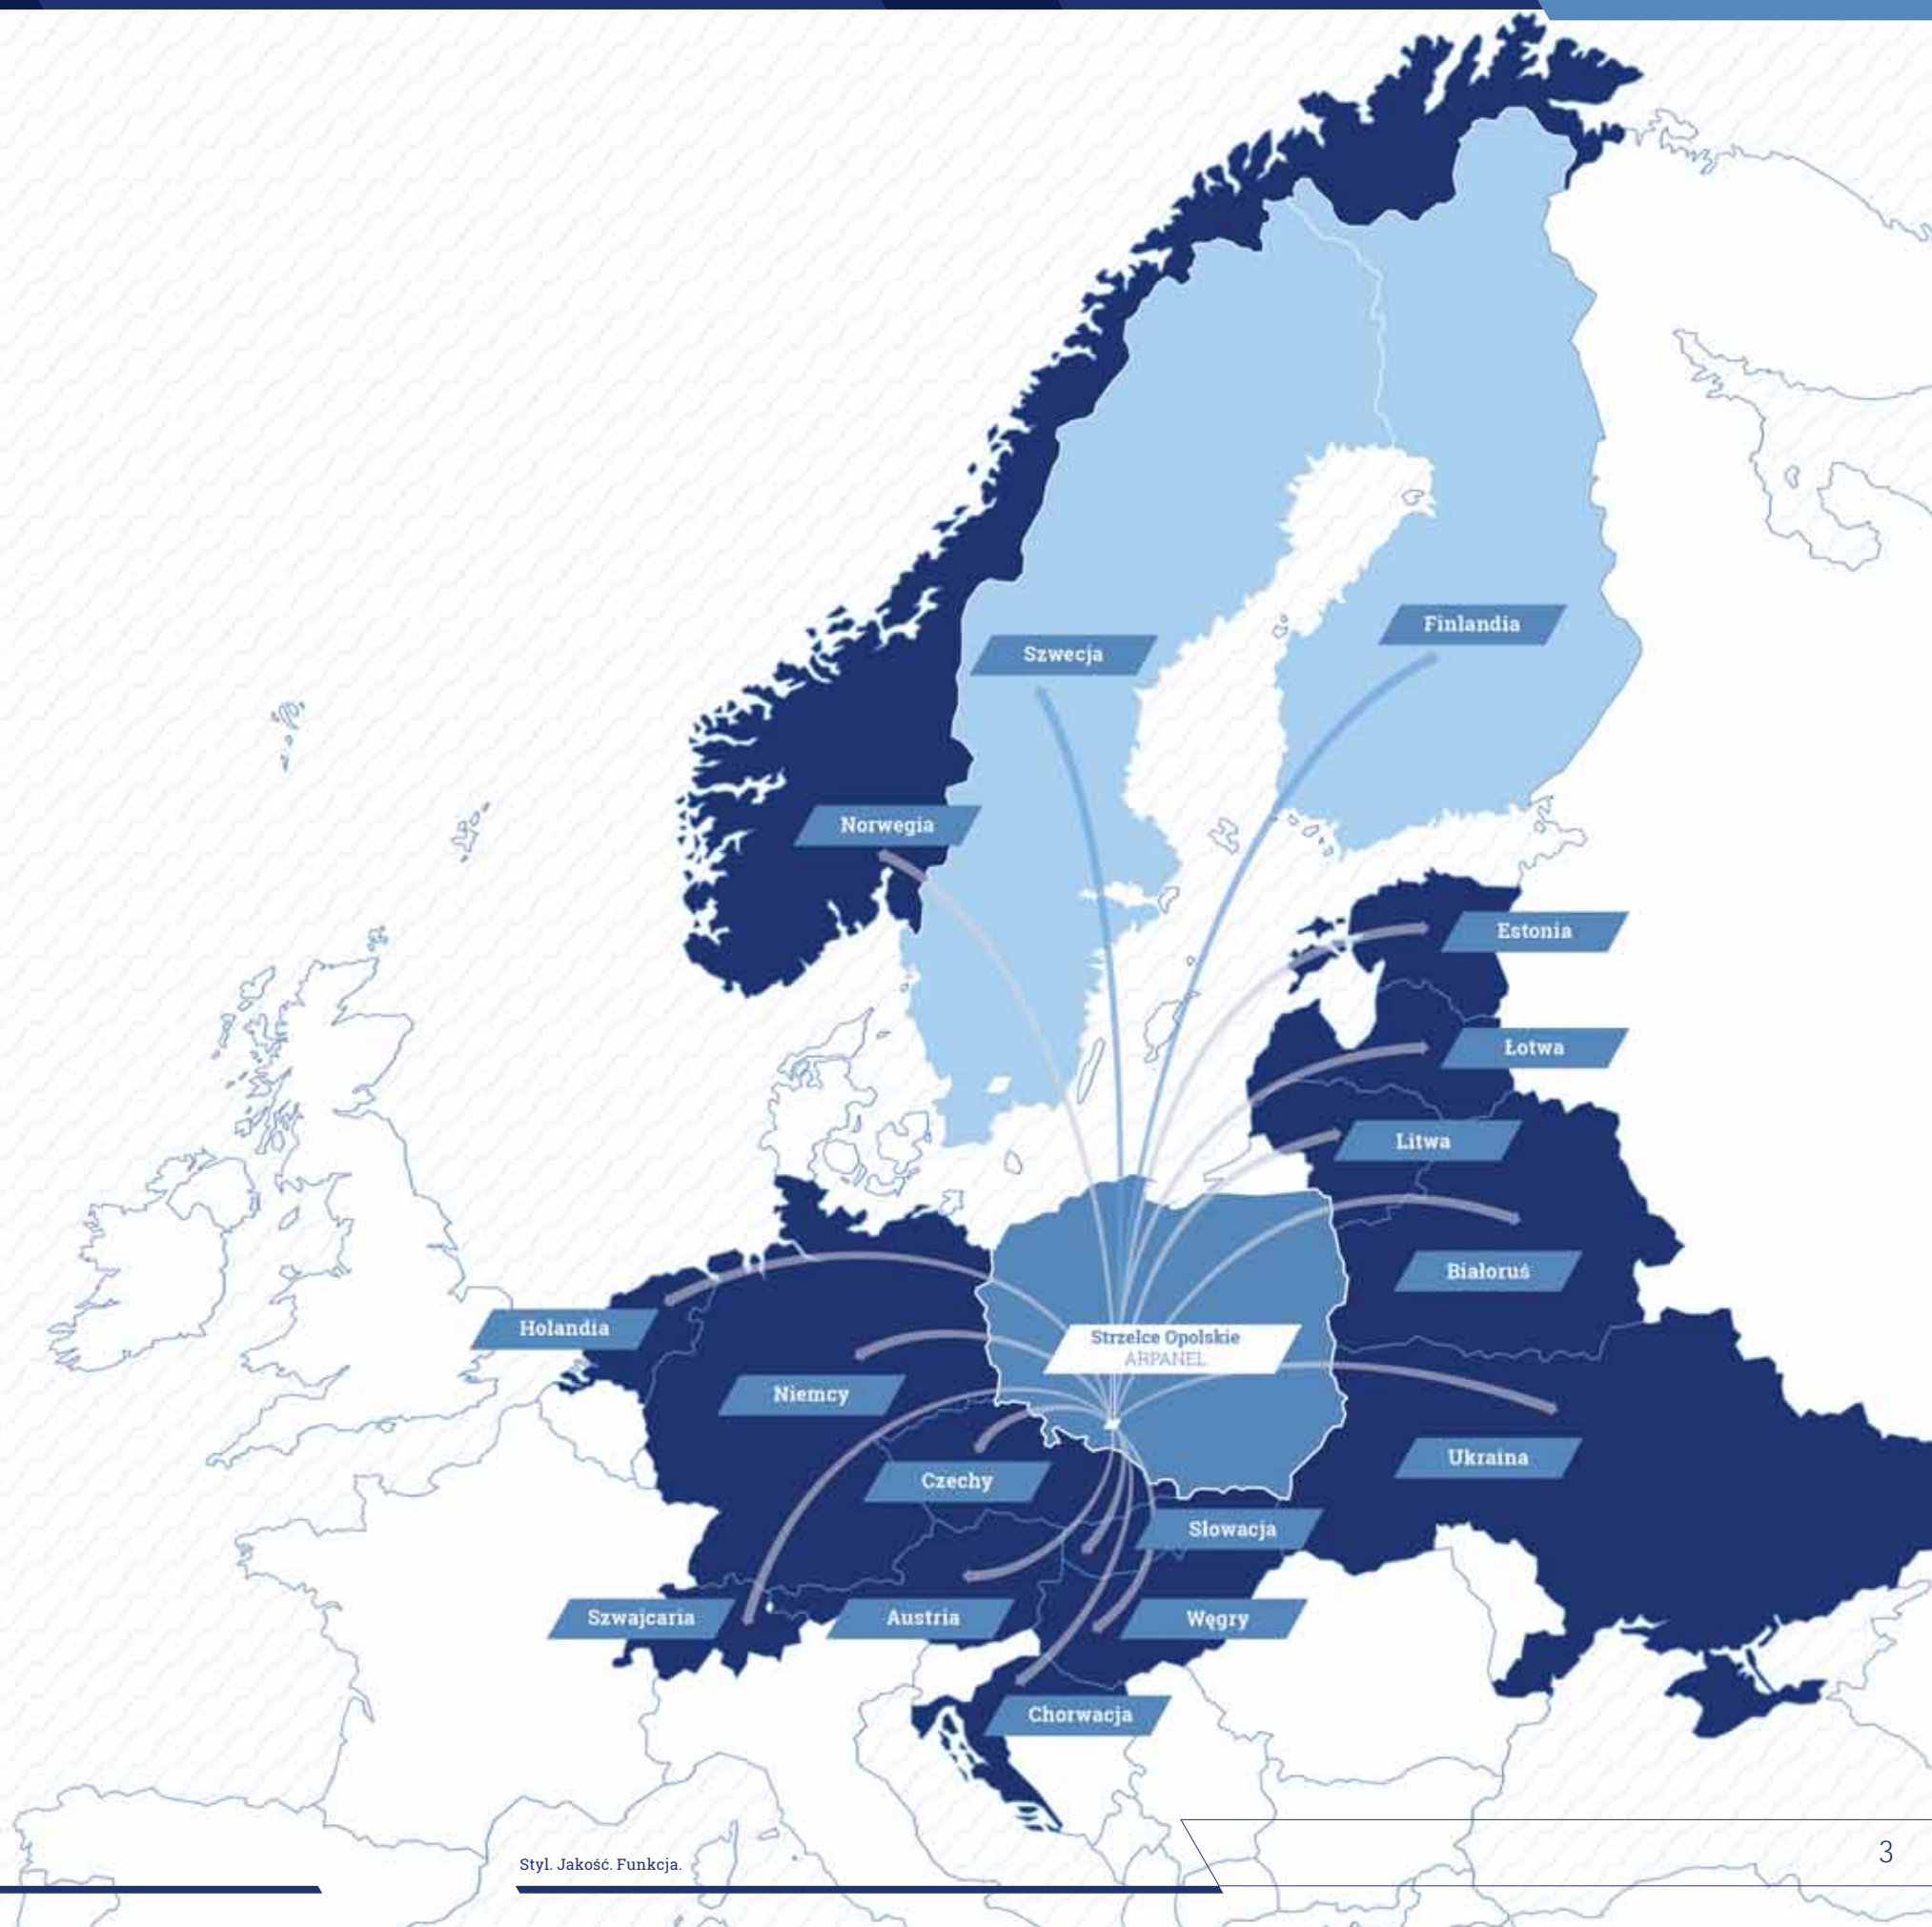 Finlandia
Szwecja
Norwegia
Estonia
Łotwa
Litwa
Białoruś
Holandia
Strzelce Opolskie
ARPANEL
Niemcy
Ukraina
Czechy
Słowacja
Szwajcaria
Austria
Węgry
Chorwacja
Styl. Jakość. Funkcja.
3